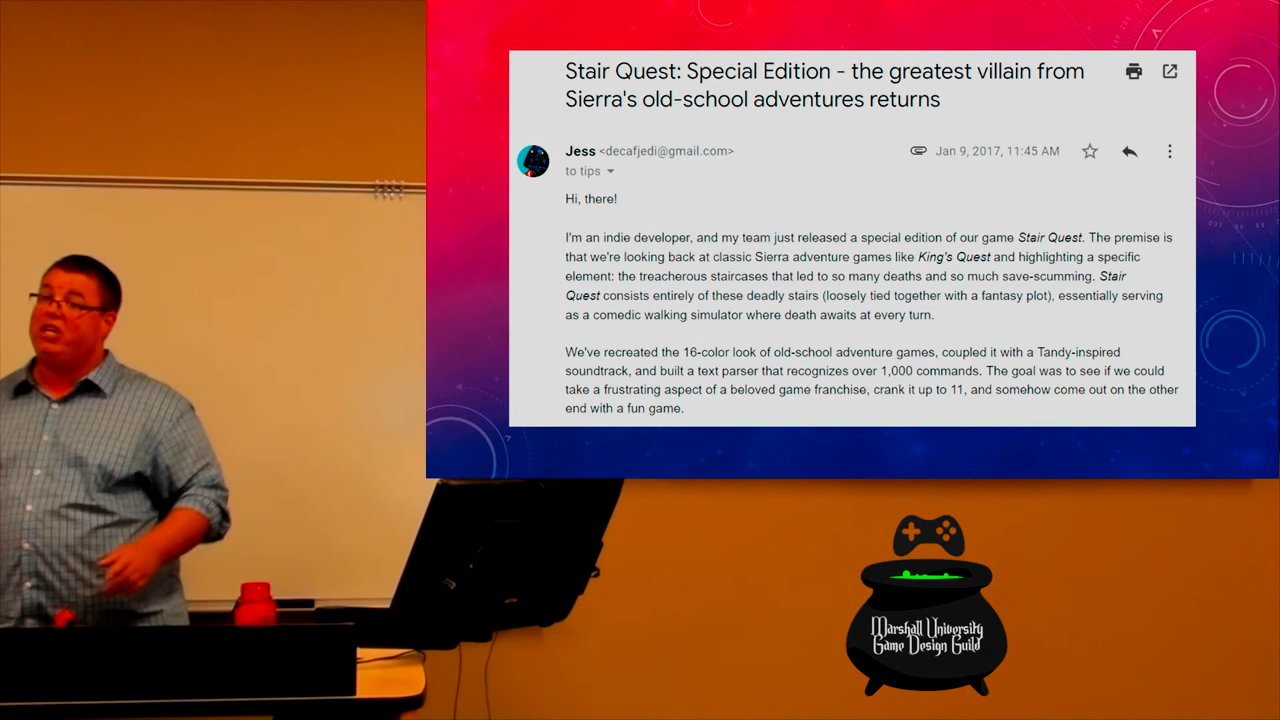 Stair Quest: Special Edition - the greatest villain from
Sierra's old-school adventures returns
Jess <decafjedi@gmail.com>
Jan 9, 2017, 11:45 AM
to tips
Hi, there!
I'm an indie developer, and my team just released a special edition of our game Stair Quest. The premise is
that we're looking back at classic Sierra adventure games like King's Quest and highlighting a specific
element: the treacherous staircases that led to so many deaths and so much save-scumming. Stair
Quest consists entirely of these deadly stairs (loosely tied together with a fantasy plot), essentially serving
as a comedic walking simulator where death awaits at every turn.
We've recreated the 16-color look of old-school adventure games, coupled it with a Tandy-inspired
soundtrack, and built a text parser that recognizes over 1,000 commands. The goal was to see if we could
take a frustrating aspect of a beloved game franchise, crank it up to 11, and somehow come out on the other
end with a fun game.
Marshall University
Game Design Guild